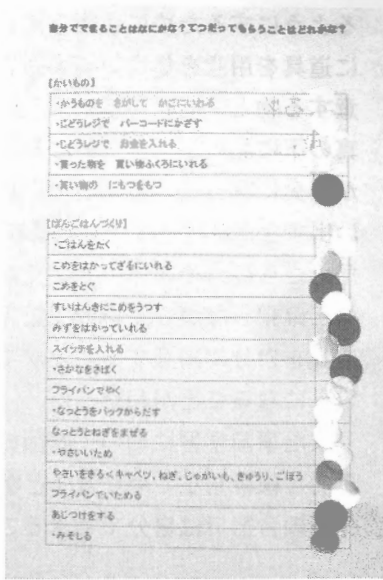 自分でできることはなにかな？てつだってもらうことはどれかな？
【かいもの】
・かうものを さがして かごにいれる
・じどうレジで バーコードにかざす
・じどうレジで お金を入れる
・買った物を 買い物ふくろにいれる
・買い物の にもつをもつ
【ばんごはんづくり】
・ごはんをたく
こめをはかってざるにいれる
こめをとぐ
すいはんきにこめをうつす
みずをはかっていれる
スイッチを入れる
・さかなをさばく
フライパンでやく
・なっとうをパックからだす
なっとうとねぎをまぜる
・やさいいため
やさいをきる＜キャベツ、ねぎ、じゃがいも、きゅうり、ごぼう
フライパンでいためる
あじつけをする
・みそしる